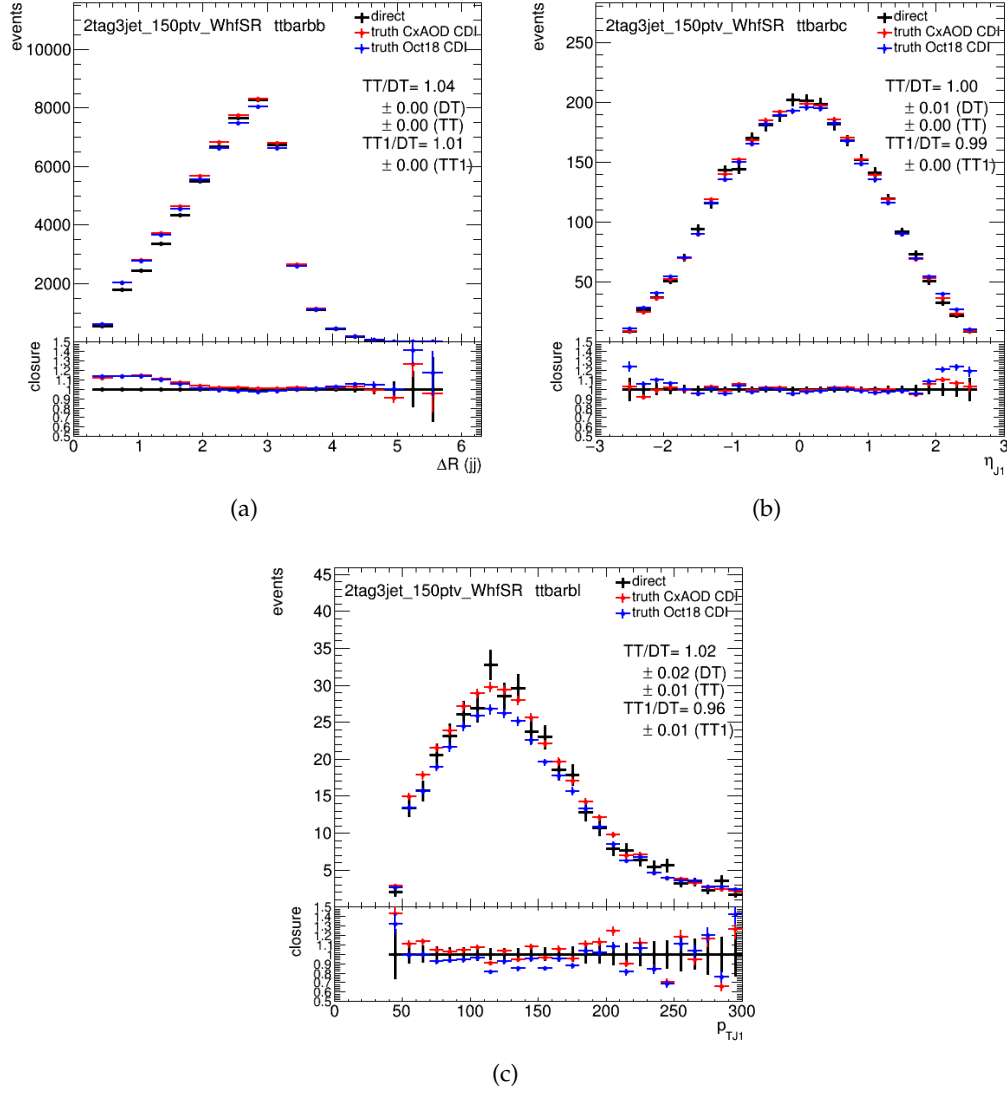 2tag3jet_150ptv_WhfSR ttbarbb
direct
truth CxAOD CDI
truth Oct18 CDI
TT/DT= 1.04
± 0.00 (DT)
± 0.00 (TT)
TT1/DT= 1.01
± 0.00 (TT1)
events
10000
8000
6000
4000
2000
closure
1.5
1.4
1.3
1.2
1.1
1
0.9
0.8
0.7
0.6
0.5
0 1 2 3 4 5 6
ΔR (jj)
(a)
2tag3jet_150ptv_WhfSR ttbarbc
direct
truth CxAOD CDI
truth Oct18 CDI
TT/DT= 1.00
± 0.01 (DT)
± 0.00 (TT)
TT1/DT= 0.99
± 0.00 (TT1)
events
250
200
150
100
50
closure
1.5
1.4
1.3
1.2
1.1
1
0.9
0.8
0.7
0.6
0.5
−3 −2 −1 0 1 2 3
η J1
(b)
2tag3jet_150ptv_WhfSR ttbarbl
direct
truth CxAOD CDI
truth Oct18 CDI
TT/DT= 1.02
± 0.02 (DT)
± 0.01 (TT)
TT1/DT= 0.96
± 0.01 (TT1)
events
45
40
35
30
25
20
15
10
5
closure
1.5
1.4
1.3
1.2
1.1
1
0.9
0.8
0.7
0.6
0.5
0 50 100 150 200 250 300
p TJ1
(c)